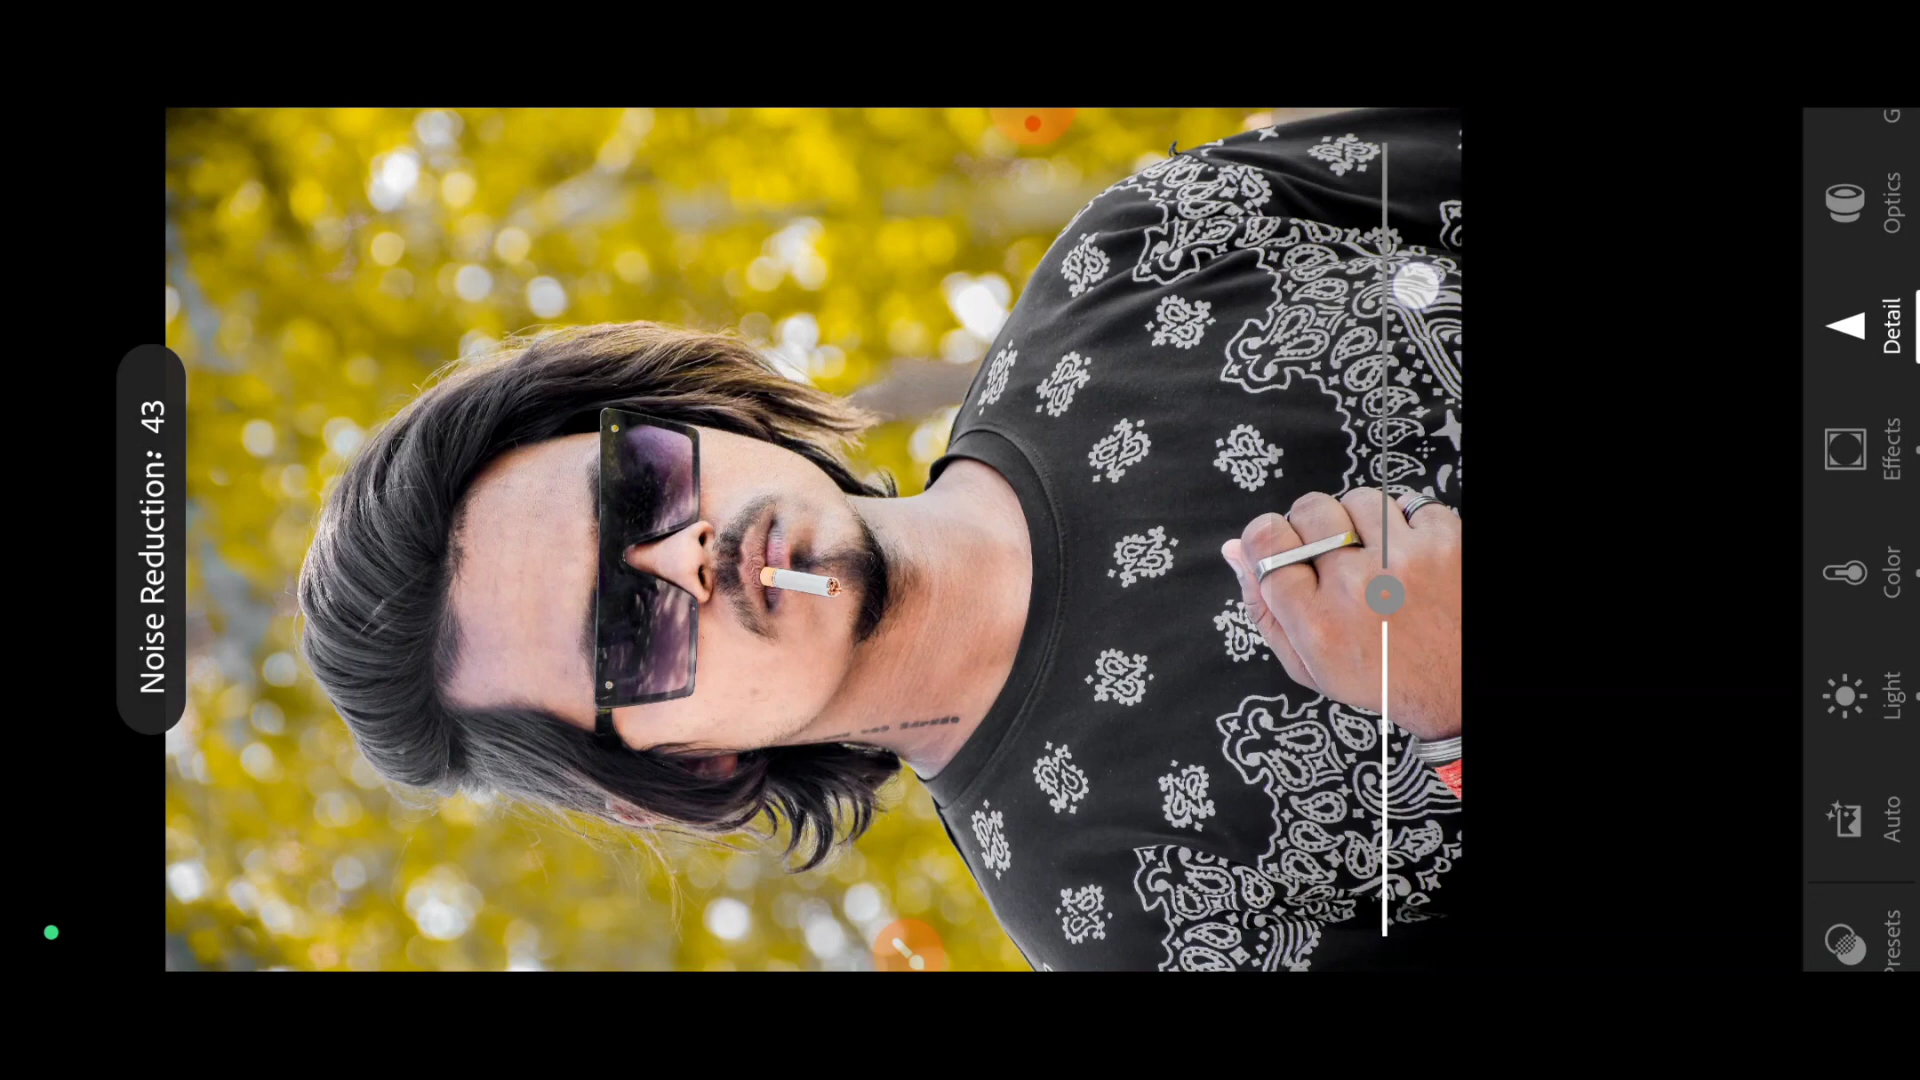 Noise Reduction: 43
Presets
Auto
Light
Color
Effects
Detail
Optics
G